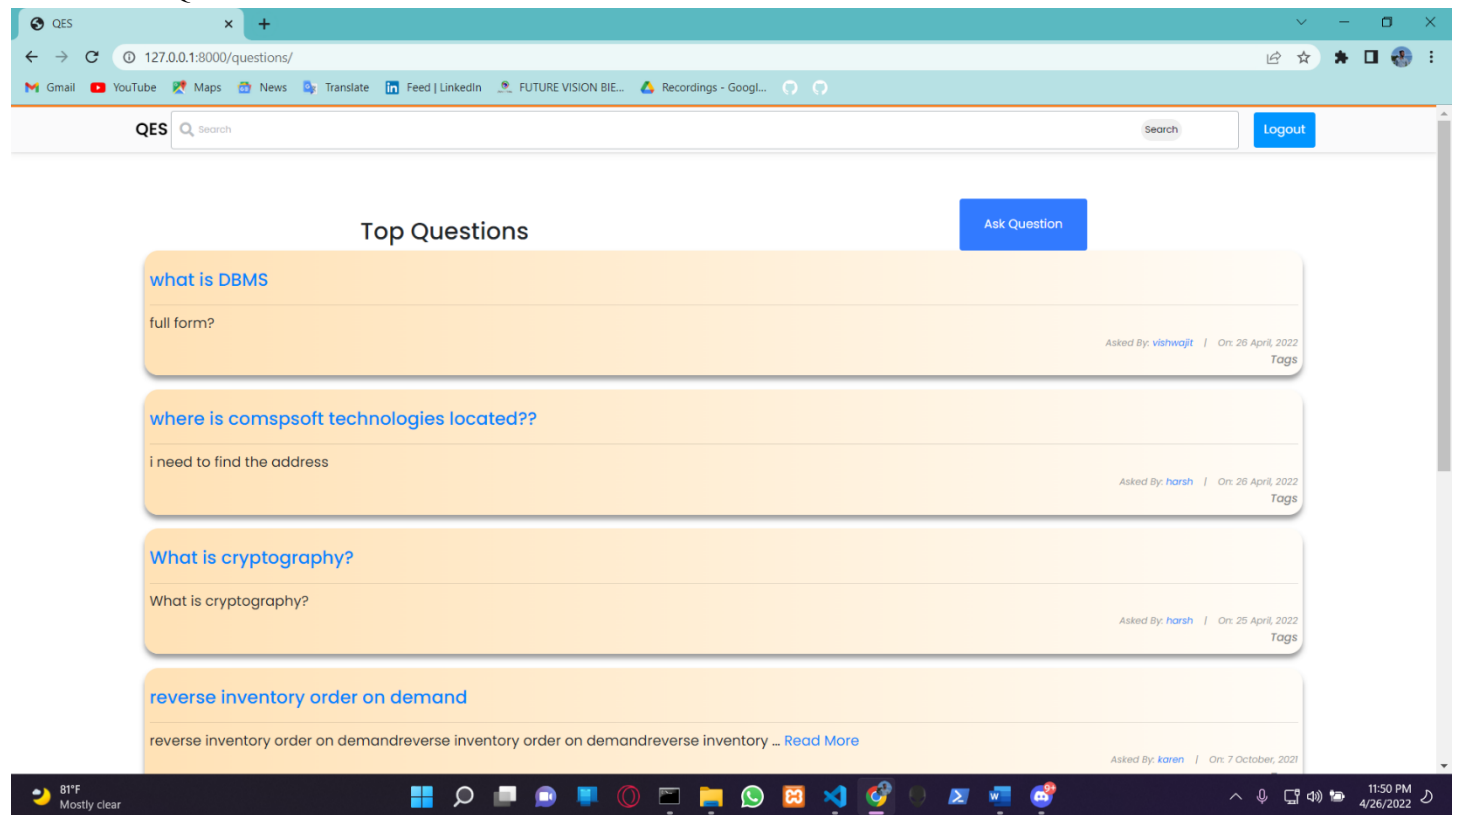 QES
127.0.0.1:8000/questions/
Gmail YouTube Maps News Translate Feed | LinkedIn FUTURE VISION BIE... Recordings - Googl...
QES Search Search Logout
Top Questions Ask Question
what is DBMS
full form?
Asked By: vishwajit | On: 26 April, 2022
Tags
where is comspsoft technologies located??
i need to find the address
Asked By: harsh | On: 26 April, 2022
Tags
What is cryptography?
What is cryptography?
Asked By: harsh | On: 25 April, 2022
Tags
reverse inventory order on demand
reverse inventory order on demandreverse inventory order on demandreverse inventory ... Read More
Asked By: karen | On: 7 October, 2021
81°F
Mostly clear
11:50 PM
4/26/2022